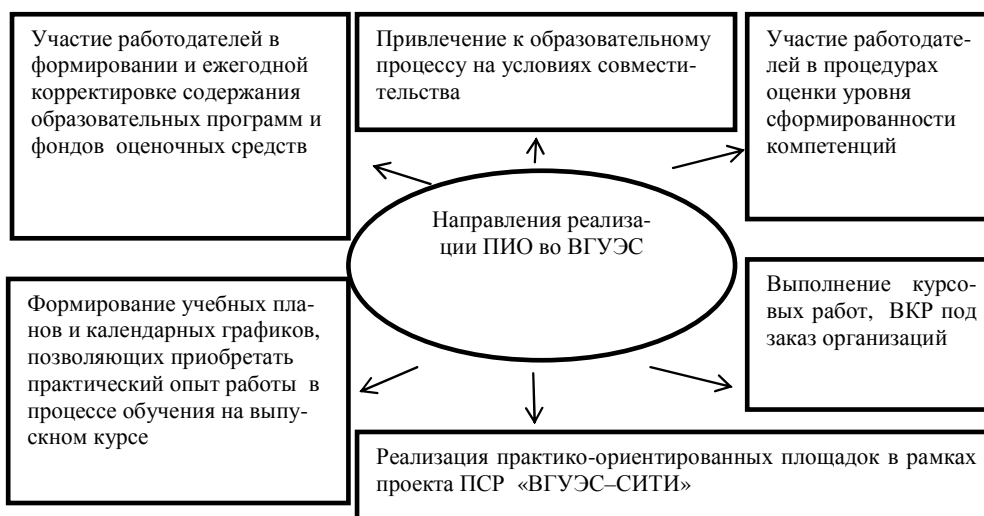 Участие работодателей в
формировании и ежегодной
корректировке содержания
образовательных программ и
фондов оценочных средств
Привлечение к образовательному
процессу на условиях совмести-
тельства
Участие работодате-
лей в процедурах
оценки уровня
сформированности
компетенций
Направления реализа-
ции ПИО во ВГУЭС
Формирование учебных пла-
нов и календарных графиков,
позволяющих приобретать
практический опыт работы в
процессе обучения на выпу-
скном курсе
Выполнение курсо-
вых работ, ВКР под
заказ организаций
Реализация практико-ориентированных площадок в рамках
проекта ПСР «ВГУЭС–СИТИ»